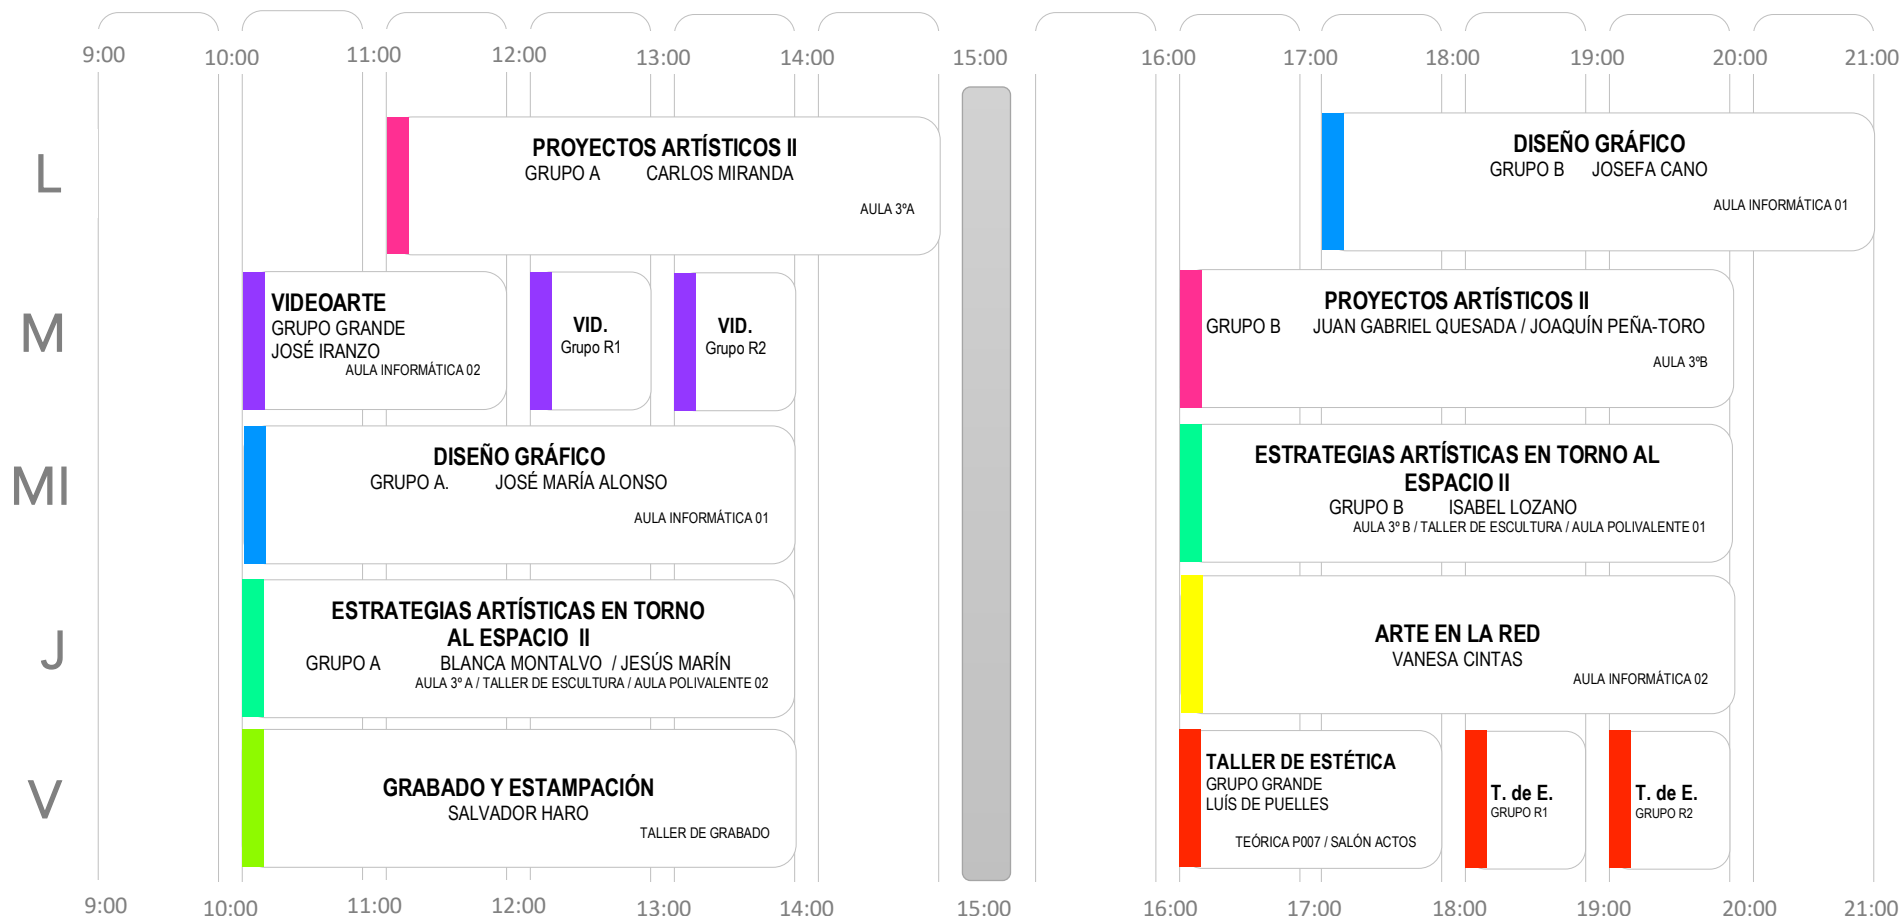 9:00 10:00 11:00 12:00 13:00 14:00 15:00 16:00 17:00 18:00 19:00 20:00 21:00
L
PROYECTOS ARTÍSTICOS II
GRUPO A CARLOS MIRANDA
AULA 3ºA
DISEÑO GRÁFICO
GRUPO B JOSEFA CANO
AULA INFORMÁTICA 01
M
VIDEOARTE
GRUPO GRANDE
JOSÉ IRANZO
AULA INFORMÁTICA 02
VID.
Grupo R1
VID.
Grupo R2
PROYECTOS ARTÍSTICOS II
GRUPO B JUAN GABRIEL QUESADA / JOAQUÍN PEÑA-TORO
AULA 3ºB
MI
DISEÑO GRÁFICO
GRUPO A. JOSÉ MARÍA ALONSO
AULA INFORMÁTICA 01
ESTRATEGIAS ARTÍSTICAS EN TORNO AL
ESPACIO II
GRUPO B ISABEL LOZANO
AULA 3º B / TALLER DE ESCULTURA / AULA POLIVALENTE 01
J
ESTRATEGIAS ARTÍSTICAS EN TORNO
AL ESPACIO II
GRUPO A BLANCA MONTALVO / JESÚS MARÍN
AULA 3º A / TALLER DE ESCULTURA / AULA POLIVALENTE 02
ARTE EN LA RED
VANESA CINTAS
AULA INFORMÁTICA 02
V
GRABADO Y ESTAMPACIÓN
SALVADOR HARO
TALLER DE GRABADO
TALLER DE ESTÉTICA
GRUPO GRANDE
LUÍS DE PUELLES
TEÓRICA P007 / SALÓN ACTOS
T. de E.
GRUPO R1
T. de E.
GRUPO R2
9:00 10:00 11:00 12:00 13:00 14:00 15:00 16:00 17:00 18:00 19:00 20:00 21:00